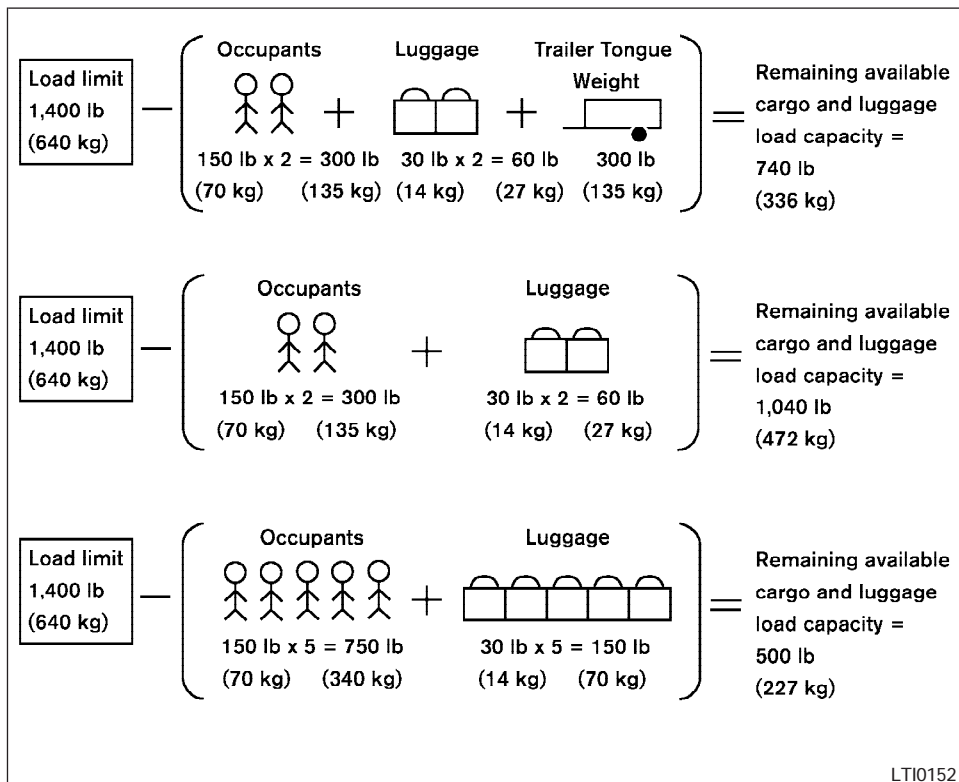 Occupants Luggage Trailer Tongue
Weight
Load limit
1,400 lb
(640 kg)
− ( + + ) =
150 lb x 2 = 300 lb 30 lb x 2 = 60 lb 300 lb
(70 kg) (135 kg) (14 kg) (27 kg) (135 kg)
Remaining available
cargo and luggage
load capacity =
740 lb
(336 kg)
Occupants Luggage
Load limit
1,400 lb
(640 kg)
− ( + ) =
150 lb x 2 = 300 lb 30 lb x 2 = 60 lb
(70 kg) (135 kg) (14 kg) (27 kg)
Remaining available
cargo and luggage
load capacity =
1,040 lb
(472 kg)
Occupants Luggage
Load limit
1,400 lb
(640 kg)
− ( + ) =
150 lb x 5 = 750 lb 30 lb x 5 = 150 lb
(70 kg) (340 kg) (14 kg) (70 kg)
Remaining available
cargo and luggage
load capacity =
500 lb
(227 kg)
LTI0152